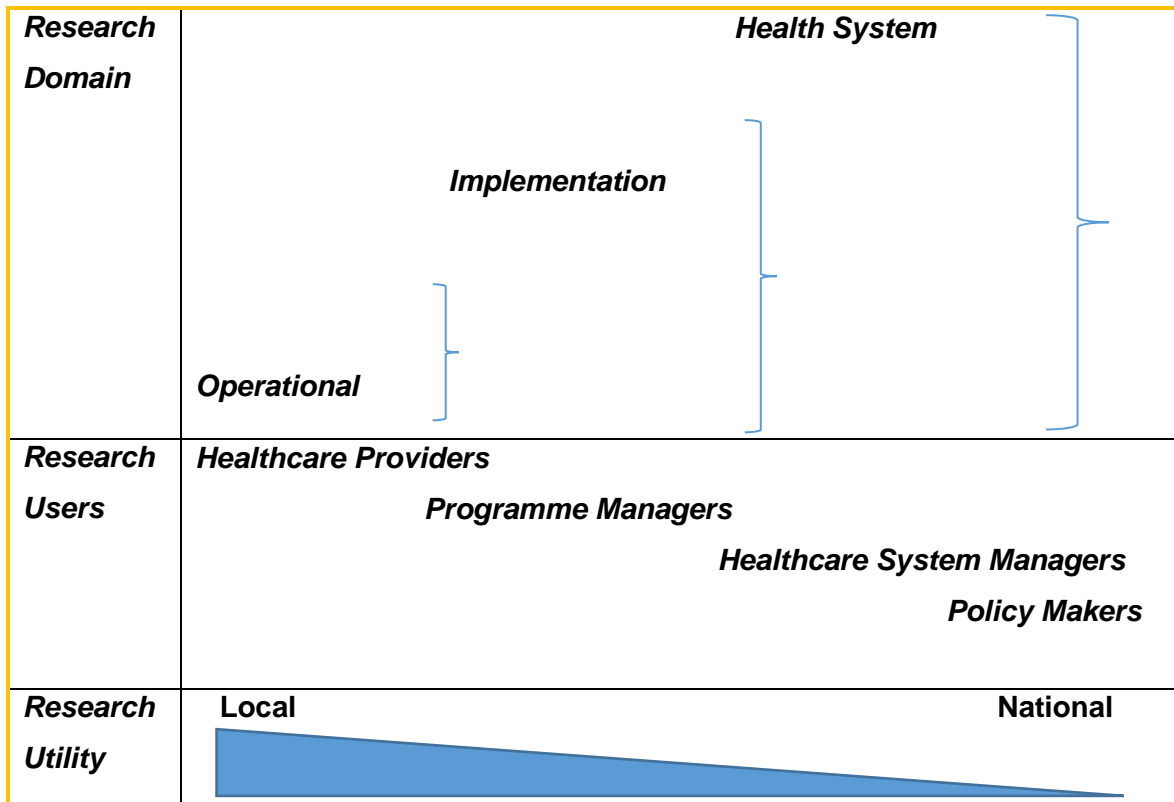 Research
Domain
Health System
Implementation
Operational
Research
Users
Healthcare Providers
Programme Managers
Healthcare System Managers
Policy Makers
Research
Utility
Local
National